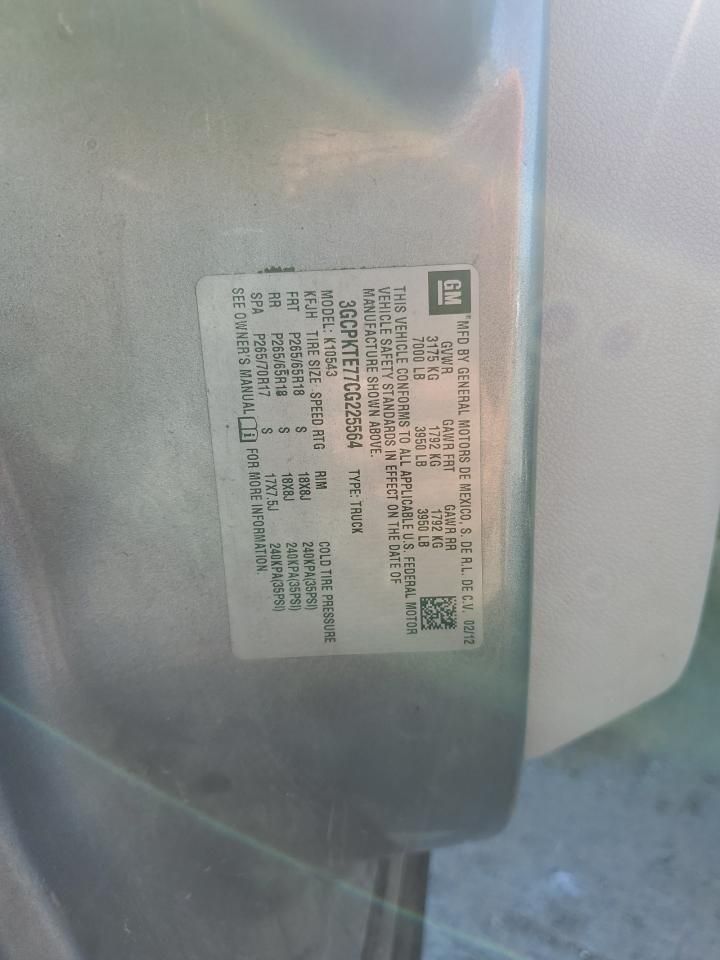 GM
®MFD BY GENERAL MOTORS DE MEXICO, S. DE R.L. DE C.V. 02/12
GVWR GAWR FRT GAWR RR
3175 KG 1792 KG 1792 KG
7000 LB 3950 LB 3950 LB
THIS VEHICLE CONFORMS TO ALL APPLICABLE U.S. FEDERAL MOTOR
VEHICLE SAFETY STANDARDS IN EFFECT ON THE DATE OF
MANUFACTURE SHOWN ABOVE.
3GCPKTE77CG225564 TYPE: TRUCK
MODEL: K10543 RIM COLD TIRE PRESSURE
KFJH TIRE SIZE SPEED RTG
FRT P265/65R18 S 18X8J 240KPA(35PSI)
RR P265/65R18 S 18X8J 240KPA(35PSI)
SPA P265/70R17 S 17X7.5J 240KPA(35PSI)
SEE OWNER'S MANUAL FOR MORE INFORMATION.